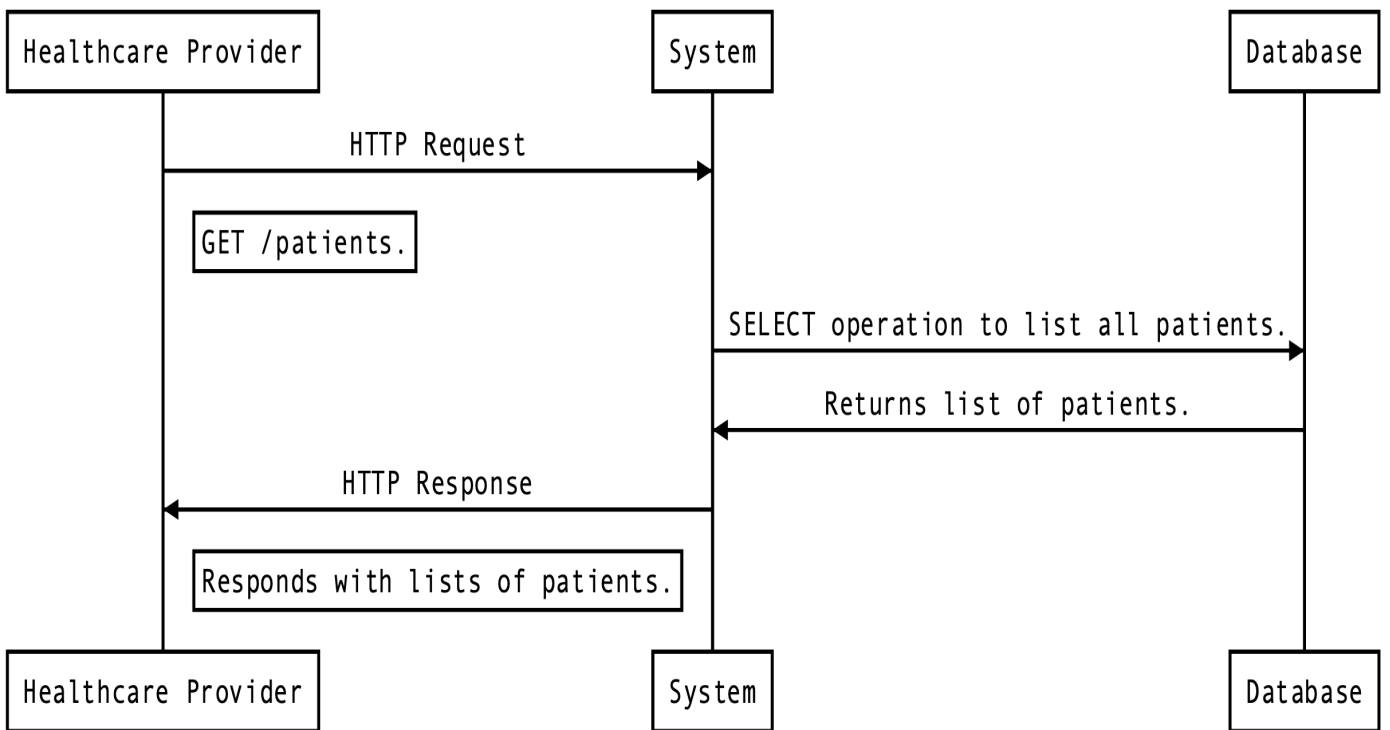 Healthcare Provider
System
Database
HTTP Request
GET /patients.
SELECT operation to list all patients.
Returns list of patients.
HTTP Response
Responds with lists of patients.
Healthcare Provider
System
Database